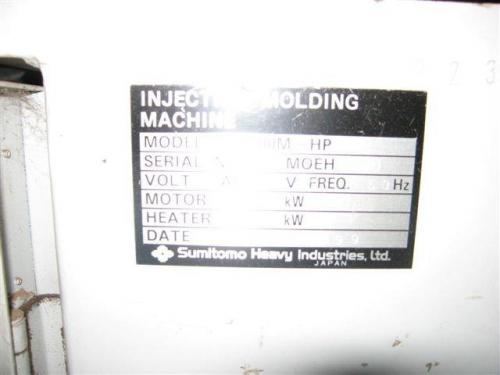 INJECT MOLDING
MACHINE
MODEL M HP
SERIAL N MOEH
VOLT A V FREQ. Hz
MOTOR kW
HEATER kW
DATE
Sumitomo Heavy Industries, Ltd.
JAPAN